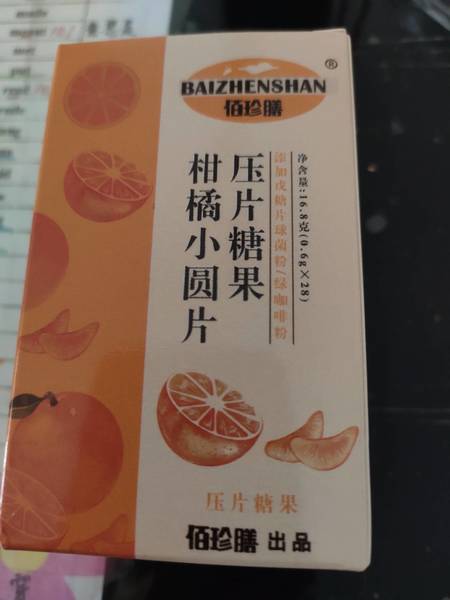 BAIZHENSHAN®
佰珍膳
压片糖果
柑橘小圆片
添加戊糖片球菌粉/绿咖啡粉
净含量:16.8克(0.6g×28)
压片糖果
佰珍膳 出品